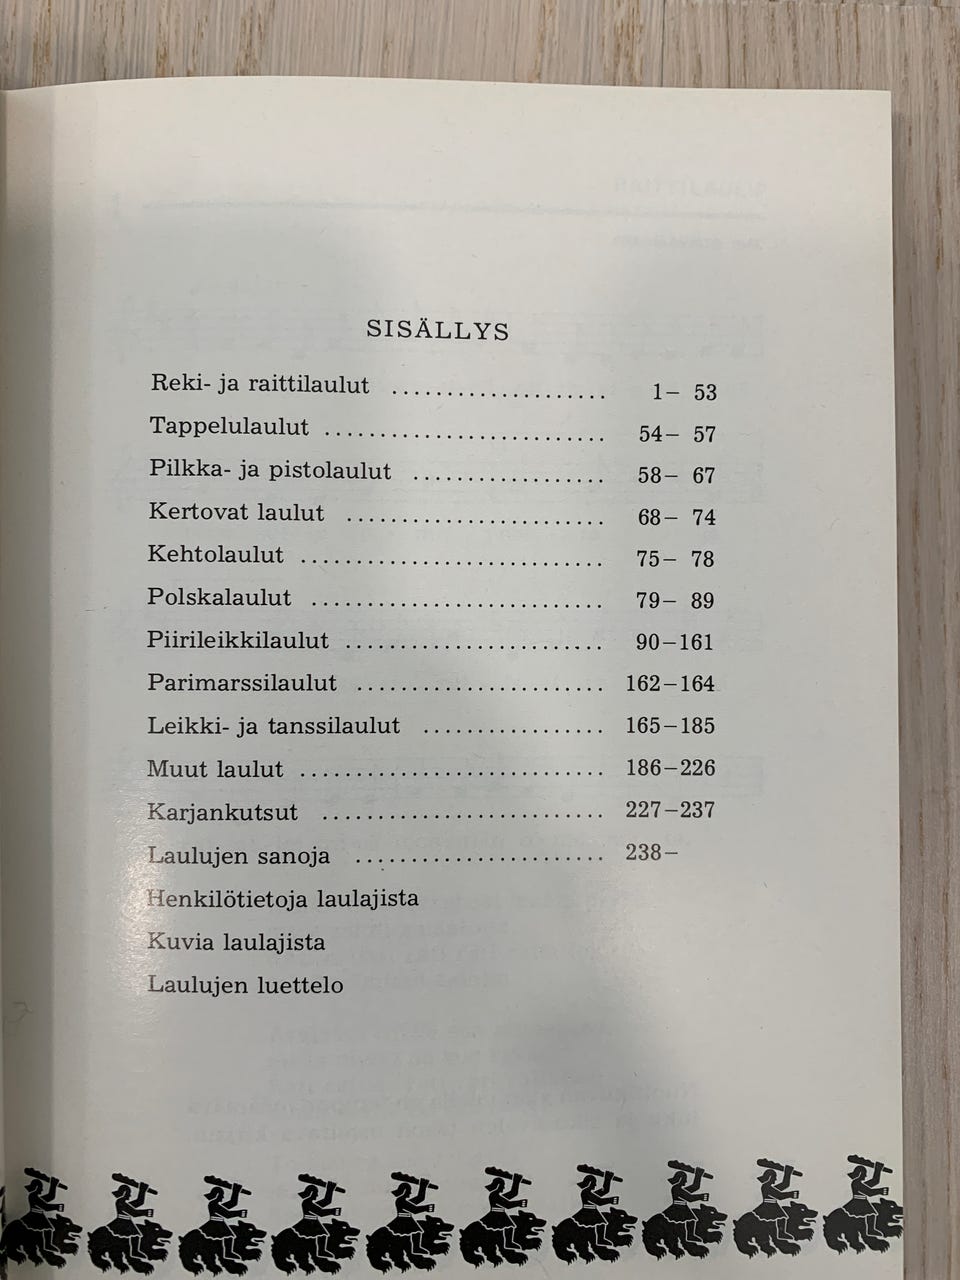 SISÄLLYS
Reki- ja raittilaulut .................... 1– 53
Tappelulaulut .......................... 54– 57
Pilkka- ja pistolaulut .................. 58– 67
Kertovat laulut ........................ 68– 74
Kehtolaulut ............................ 75– 78
Polskalaulut ........................... 79– 89
Piirileikkilaulut ........................ 90–161
Parimarssilaulut ....................... 162–164
Leikki- ja tanssilaulut ................. 165–185
Muut laulut ............................ 186–226
Karjankutsut .......................... 227–237
Laulujen sanoja ....................... 238–
Henkilötietoja laulajista
Kuvia laulajista
Laulujen luettelo